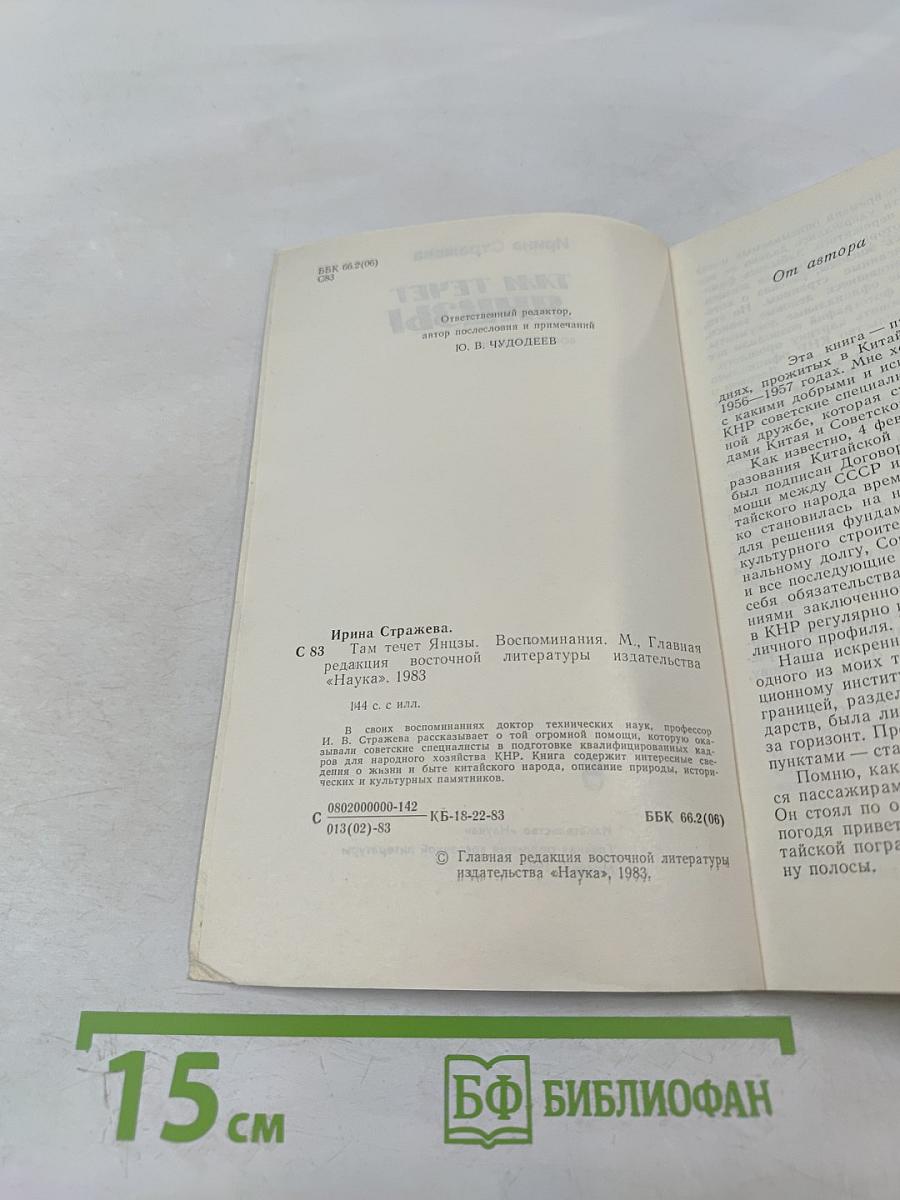 ББК 66.2(06)
С83
Ответственный редактор,
автор послесловия и примечаний
Ю. В. ЧУДОДЕЕВ
Ирина Стражева.
С 83 Там течет Янцзы. Воспоминания. М., Главная
редакция восточной литературы издательства
«Наука». 1983
144 с. с илл.
В своих воспоминаниях доктор технических наук, профессор
И. В. Стражева рассказывает о той огромной помощи, которую ока-
зывали советские специалисты в подготовке квалифицированных кад-
ров для народного хозяйства КНР. Книга содержит интересные све-
дения о жизни и быте китайского народа, описание природы, истори-
ческих и культурных памятников.
С 0802000000-142 КБ-18-22-83 ББК 66.2(06)
013(02)-83
© Главная редакция восточной литературы
издательства «Наука», 1983.
От автора
Эта книга — п
днях, прожитых в Кита
1956—1957 годах. Мне х
с какими добрыми и ис
КНР советские специали
ной дружбе, которая с
дами Китая и Советско
Как известно, 4 фев
разования Китайской
был подписан Договор
мощи между СССР и
тайского народа врем
ко становилась на н
для решения фундам
культурного строите
нальному долгу, Со
и все последующие
себя обязательства
ниями заключенно
в КНР регулярно
личного профиля.
Наша искренн
одного из моих т
ционному институ
границей, раздел
дарств, была ли
за горизонт. Пр
пунктами — ста
Помню, как
ся пассажирам
Он стоял по о
погодя привет
тайской погра
ну полосы.
15 см
БФ БИБЛИОФАН